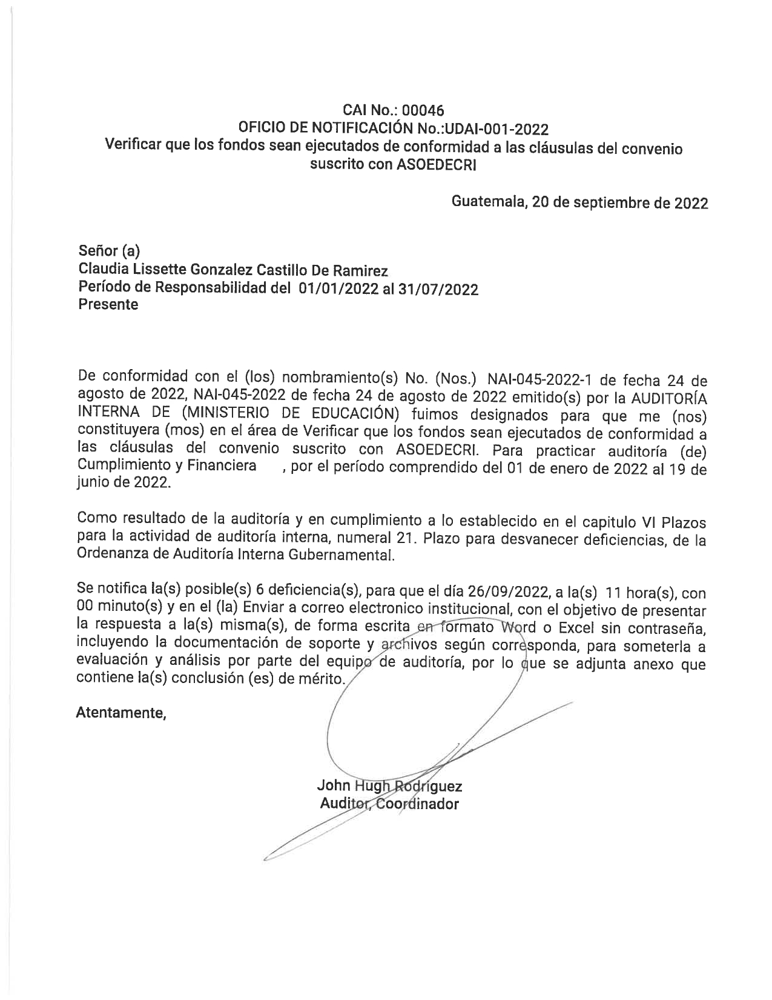 CAI No.: 00046
OFICIO DE NOTIFICACIÓN No.:UDAI-001-2022
Verificar que los fondos sean ejecutados de conformidad a las cláusulas del convenio
suscrito con ASOEDECRI
Guatemala, 20 de septiembre de 2022
Señor (a)
Claudia Lissette Gonzalez Castillo De Ramirez
Período de Responsabilidad del 01/01/2022 al 31/07/2022
Presente
De conformidad con el (los) nombramiento(s) No. (Nos.) NAI-045-2022-1 de fecha 24 de
agosto de 2022, NAI-045-2022 de fecha 24 de agosto de 2022 emitido(s) por la AUDITORÍA
INTERNA DE (MINISTERIO DE EDUCACIÓN) fuimos designados para que me (nos)
constituyera (mos) en el área de Verificar que los fondos sean ejecutados de conformidad a
las cláusulas del convenio suscrito con ASOEDECRI. Para practicar auditoría (de)
Cumplimiento y Financiera , por el período comprendido del 01 de enero de 2022 al 19 de
junio de 2022.
Como resultado de la auditoría y en cumplimiento a lo establecido en el capitulo VI Plazos
para la actividad de auditoría interna, numeral 21. Plazo para desvanecer deficiencias, de la
Ordenanza de Auditoría Interna Gubernamental.
Se notifica la(s) posible(s) 6 deficiencia(s), para que el día 26/09/2022, a la(s) 11 hora(s), con
00 minuto(s) y en el (la) Enviar a correo electronico institucional, con el objetivo de presentar
la respuesta a la(s) misma(s), de forma escrita en formato Word o Excel sin contraseña,
incluyendo la documentación de soporte y archivos según corresponda, para someterla a
evaluación y análisis por parte del equipo de auditoría, por lo que se adjunta anexo que
contiene la(s) conclusión (es) de mérito.
Atentamente,
John Hugh Rodriguez
Auditor, Coordinador